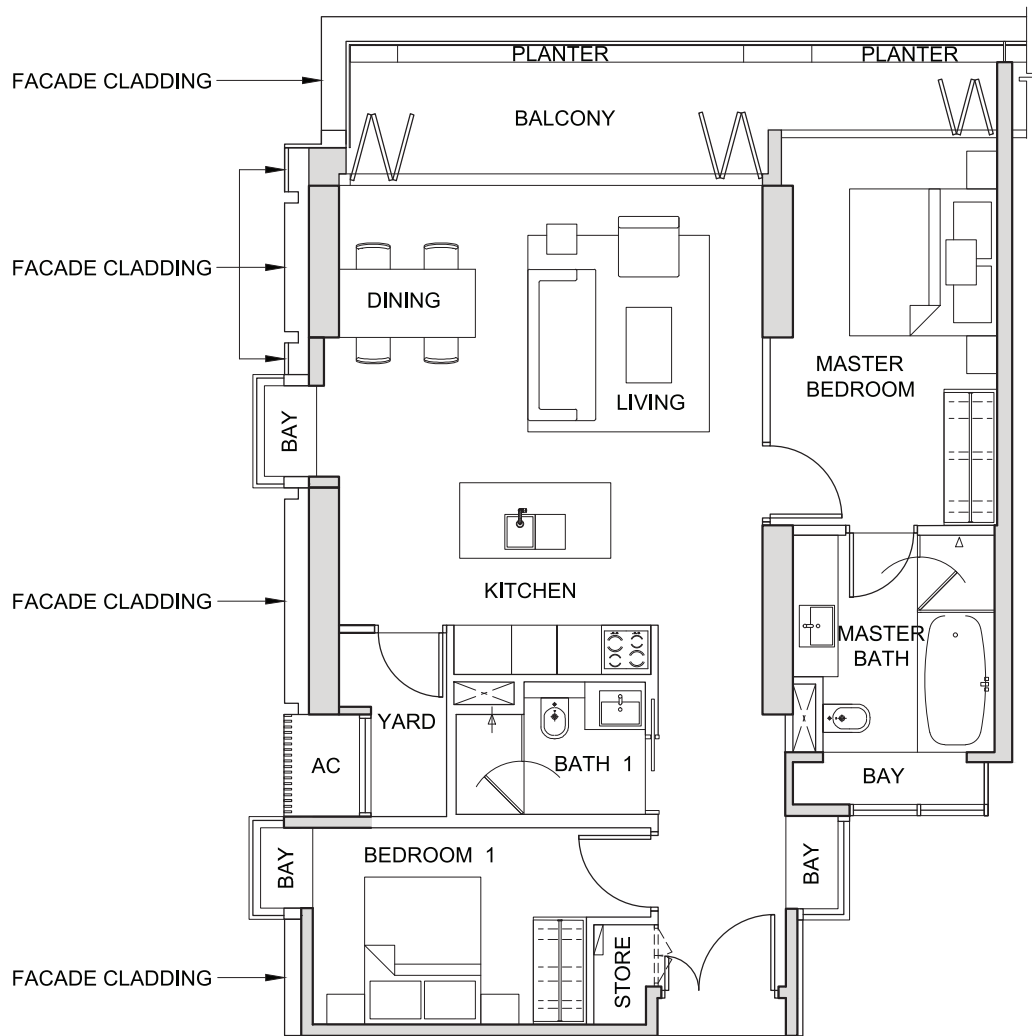 PLANTER
PLANTER
FACADE CLADDING
BALCONY
FACADE CLADDING
DINING
MASTER
BEDROOM
LIVING
BAY
KITCHEN
FACADE CLADDING
MASTER
BATH
YARD
AC
BATH 1
BAY
BEDROOM 1
BAY
BAY
STORE
FACADE CLADDING